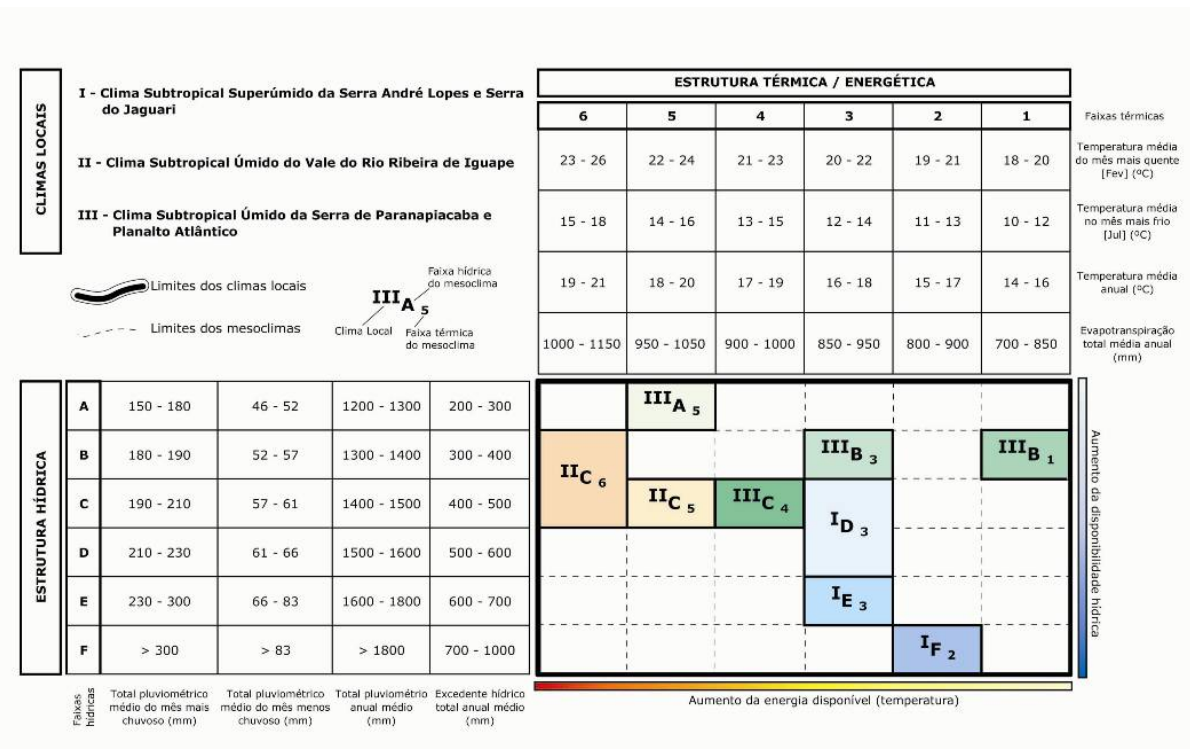 CLIMAS LOCAIS
I - Clima Subtropical Superúmido da Serra André Lopes e Serra
do Jaguari
II - Clima Subtropical Úmido do Vale do Rio Ribeira de Iguape
III - Clima Subtropical Úmido da Serra de Paranapiacaba e
Planalto Atlântico
Limites dos climas locais
Limites dos mesoclimas
Faixa hídrica
do mesoclima
III A 5
Clima Local
Faixa térmica
do mesoclima
ESTRUTURA TÉRMICA / ENERGÉTICA
6 5 4 3 2 1 Faixas térmicas
23 - 26 22 - 24 21 - 23 20 - 22 19 - 21 18 - 20
Temperatura média
do mês mais quente
[Fev] (ºC)
15 - 18 14 - 16 13 - 15 12 - 14 11 - 13 10 - 12
Temperatura média
no mês mais frio
[Jul] (ºC)
19 - 21 18 - 20 17 - 19 16 - 18 15 - 17 14 - 16
Temperatura média
anual (ºC)
1000 - 1150 950 - 1050 900 - 1000 850 - 950 800 - 900 700 - 850
Evapotranspiração
total média anual
(mm)
ESTRUTURA HÍDRICA
A 150 - 180 46 - 52 1200 - 1300 200 - 300
B 180 - 190 52 - 57 1300 - 1400 300 - 400
C 190 - 210 57 - 61 1400 - 1500 400 - 500
D 210 - 230 61 - 66 1500 - 1600 500 - 600
E 230 - 300 66 - 83 1600 - 1800 600 - 700
F > 300 > 83 > 1800 700 - 1000
Faixas
hídricas
Total pluviométrico
médio do mês mais
chuvoso (mm)
Total pluviométrico
médio do mês menos
chuvoso (mm)
Total pluviométrio
anual médio
(mm)
Excedente hídrico
total anual médio
(mm)
III A 5
III B 3
III B 1
II C 6
II C 5
III C 4
I D 3
I E 3
I F 2
Aumento da disponibilidade hídrica
Aumento da energia disponível (temperatura)